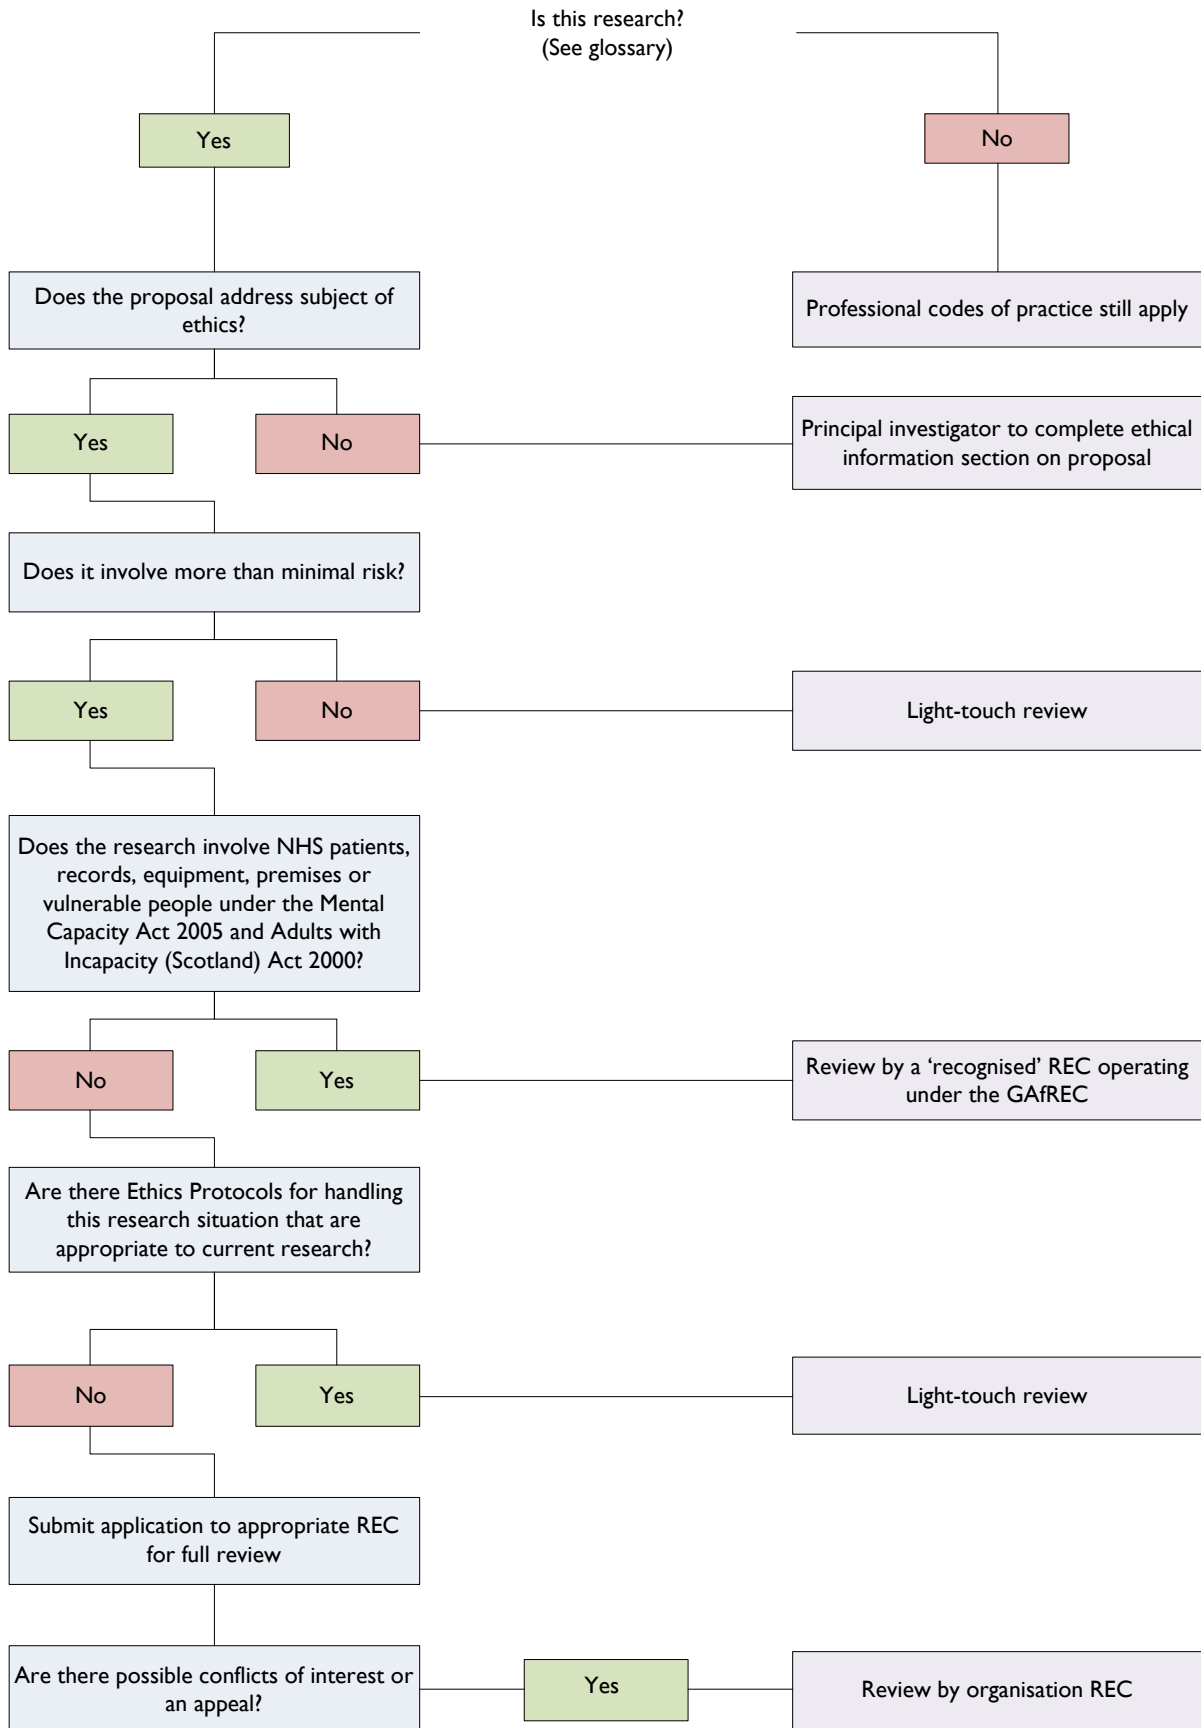 Is this research?
(See glossary)
Yes
No
Does the proposal address subject of
ethics?
Professional codes of practice still apply
Yes
No
Principal investigator to complete ethical
information section on proposal
Does it involve more than minimal risk?
Yes
No
Light-touch review
Does the research involve NHS patients,
records, equipment, premises or
vulnerable people under the Mental
Capacity Act 2005 and Adults with
Incapacity (Scotland) Act 2000?
No
Yes
Review by a ‘recognised’ REC operating
under the GAfREC
Are there Ethics Protocols for handling
this research situation that are
appropriate to current research?
No
Yes
Light-touch review
Submit application to appropriate REC
for full review
Are there possible conflicts of interest or
an appeal?
Yes
Review by organisation REC